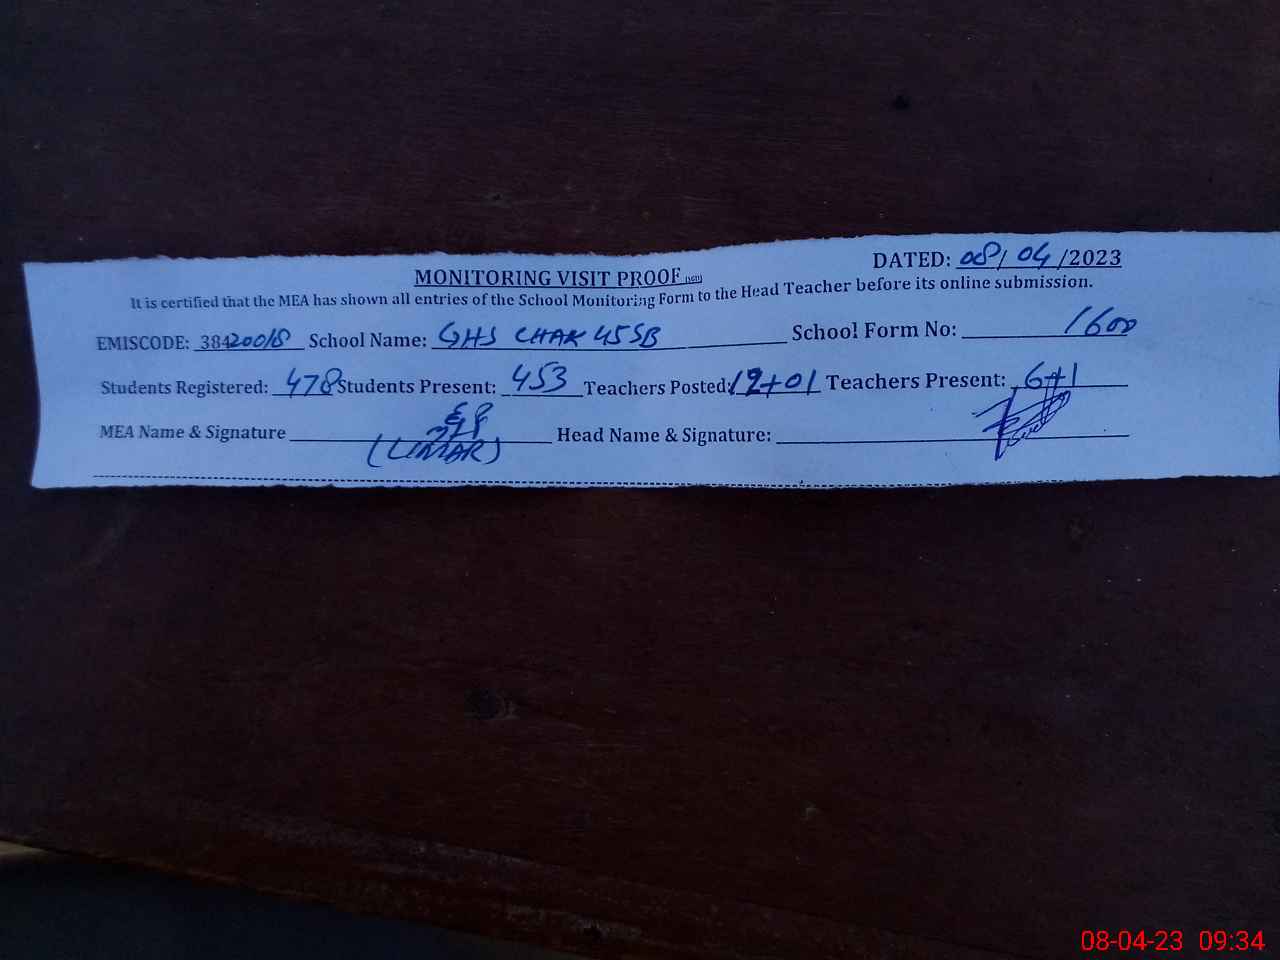 DATED: 08/04/2023
MONITORING VISIT PROOF
It is certified that the MEA has shown all entries of the School Monitoring Form to the Head Teacher before its online submission.
EMISCODE: 38420018 School Name: GHS CHAK 45 SB School Form No: 1600
Students Registered: 478 Students Present: 453 Teachers Posted: 12+01 Teachers Present: 6+1
MEA Name & Signature Head Name & Signature:
(UMAR)
08-04-23 09:34